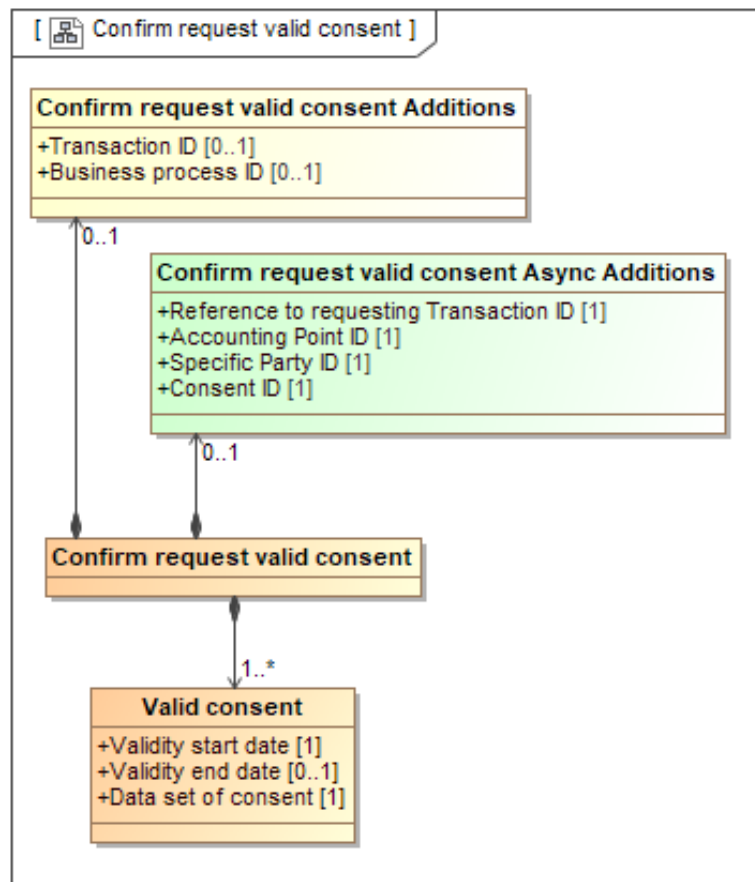 [ Confirm request valid consent ]
Confirm request valid consent Additions
+Transaction ID [0..1]
+Business process ID [0..1]
0..1
Confirm request valid consent Async Additions
+Reference to requesting Transaction ID [1]
+Accounting Point ID [1]
+Specific Party ID [1]
+Consent ID [1]
0..1
Confirm request valid consent
1..*
Valid consent
+Validity start date [1]
+Validity end date [0..1]
+Data set of consent [1]